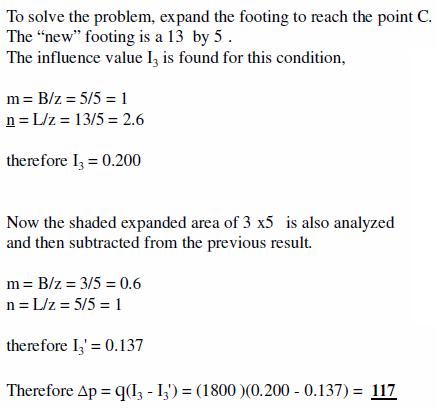 To solve the problem, expand the footing to reach the point C.
The “new” footing is a 13 by 5 .
The influence value I3 is found for this condition,
m = B/z = 5/5 = 1
n = L/z = 13/5 = 2.6
therefore I3 = 0.200
Now the shaded expanded area of 3 x5 is also analyzed
and then subtracted from the previous result.
m = B/z = 3/5 = 0.6
n = L/z = 5/5 = 1
therefore I3' = 0.137
Therefore Δp = q(I3 - I3') = (1800 )(0.200 - 0.137) = 117